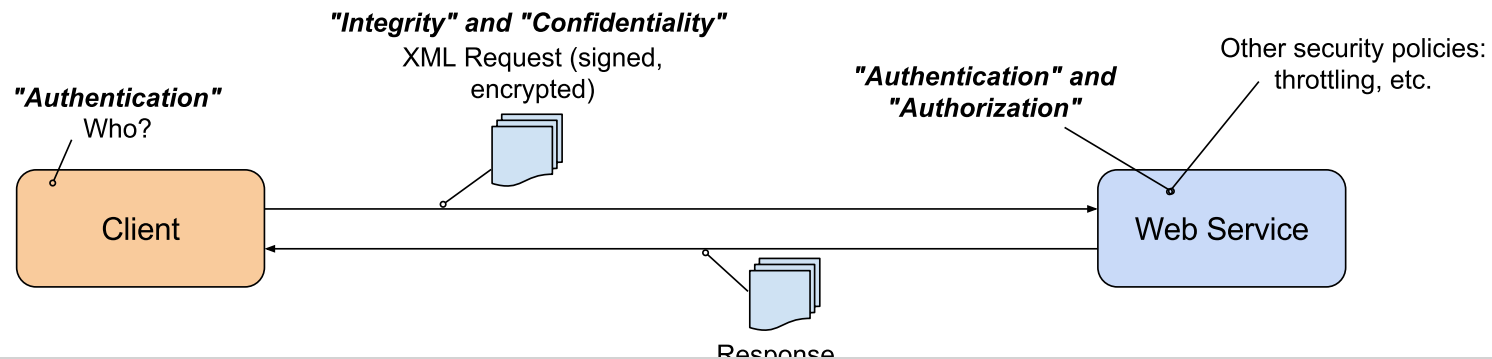 "Integrity" and "Confidentiality"
XML Request (signed,
encrypted)
Other security policies:
throttling, etc.
"Authentication" and
"Authorization"
"Authentication"
Who?
Client
Web Service
Response